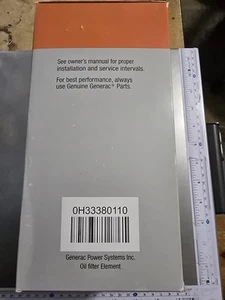 See owner's manual for proper
installation and service intervals.
For best performance, always
use Genuine Generac® Parts.
0H33380110
Generac Power Systems Inc.
Oil filter Element